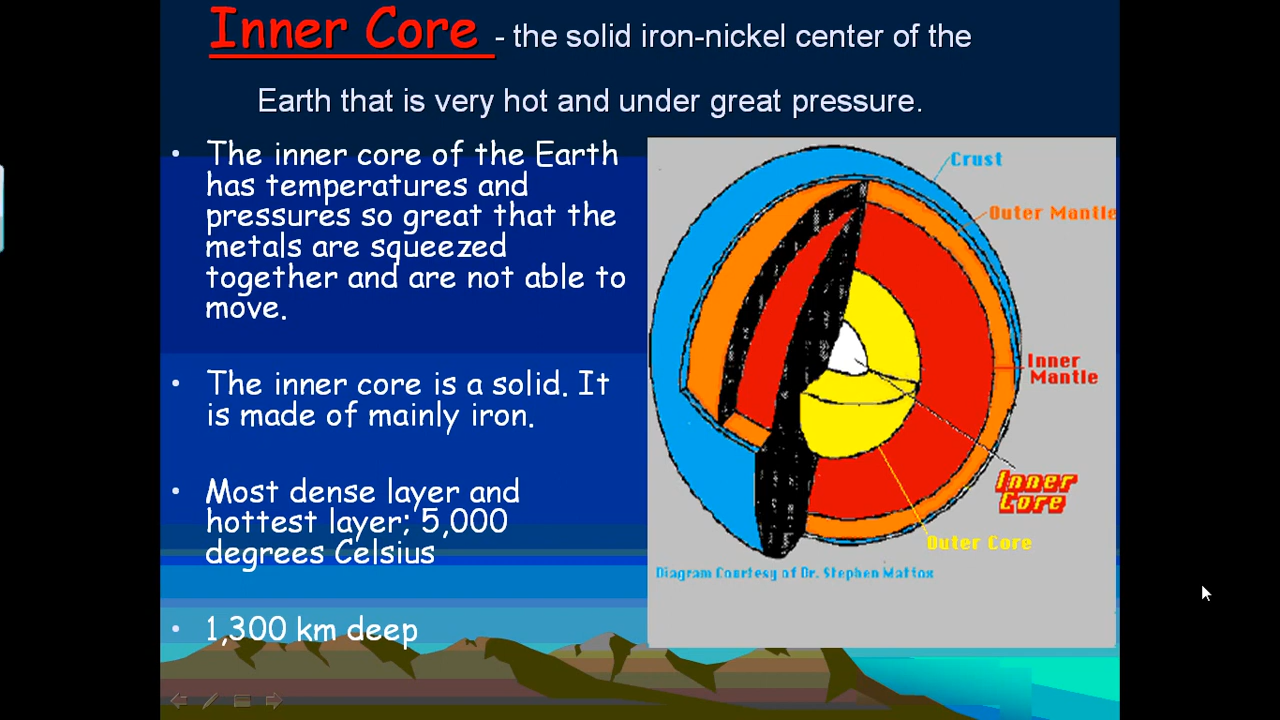 Inner Core - the solid iron-nickel center of the
Earth that is very hot and under great pressure.
• The inner core of the Earth
has temperatures and
pressures so great that the
metals are squeezed
together and are not able to
move.
• The inner core is a solid. It
is made of mainly iron.
• Most dense layer and
hottest layer; 5,000
degrees Celsius
• 1,300 km deep
Crust
Outer Mantle
Inner
Mantle
Inner
Core
Outer Core
Diagram Courtesy of Dr. Stephen Mattox